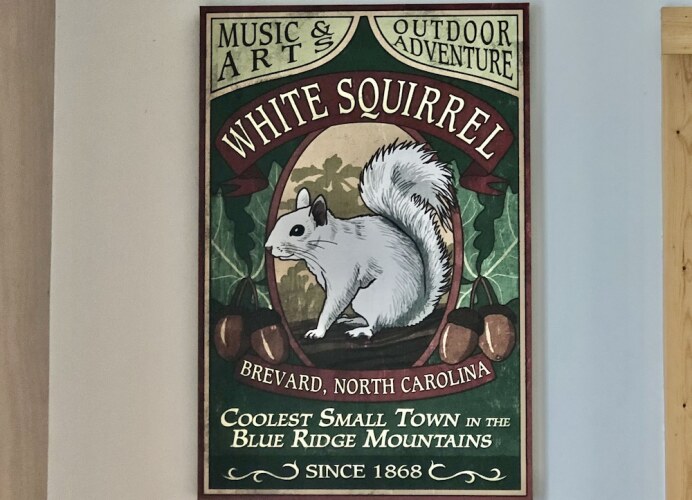 MUSIC &
ARTS
OUTDOOR
ADVENTURE
WHITE SQUIRREL
BREVARD, NORTH CAROLINA
COOLEST SMALL TOWN IN THE
BLUE RIDGE MOUNTAINS
SINCE 1868